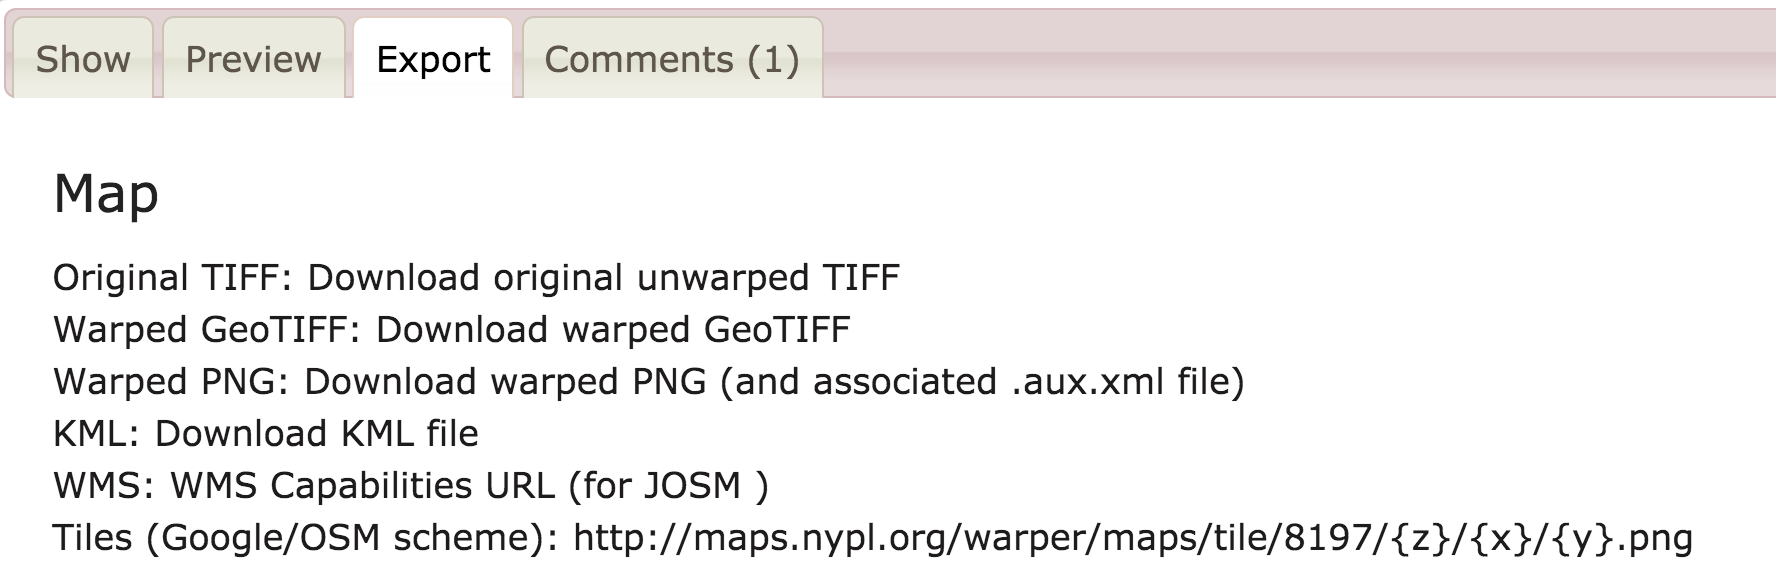 Show Preview Export Comments (1)
Map
Original TIFF: Download original unwarped TIFF
Warped GeoTIFF: Download warped GeoTIFF
Warped PNG: Download warped PNG (and associated .aux.xml file)
KML: Download KML file
WMS: WMS Capabilities URL (for JOSM )
Tiles (Google/OSM scheme): http://maps.nypl.org/warper/maps/tile/8197/{z}/{x}/{y}.png